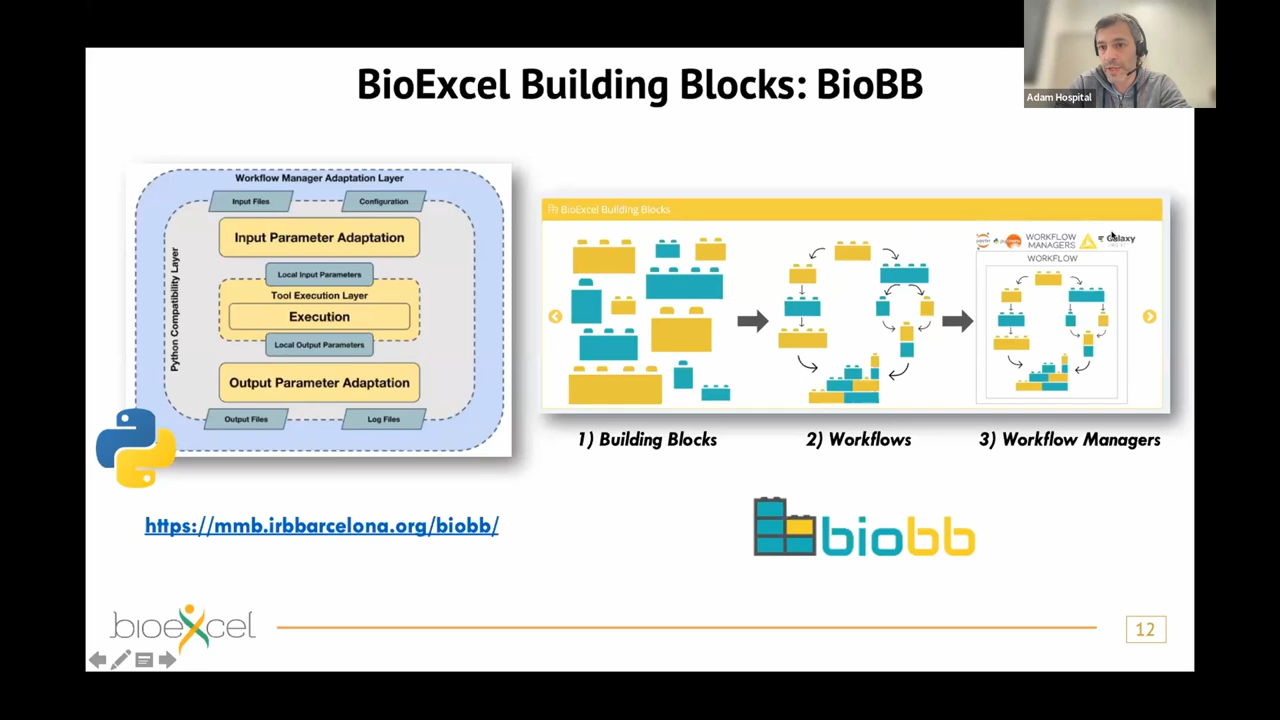 BioExcel Building Blocks: BioBB
Adam Hospital
Workflow Manager Adaptation Layer
Input Files
Configuration
Input Parameter Adaptation
Python Compatibility Layer
Local Input Parameters
Tool Execution Layer
Execution
Local Output Parameters
Output Parameter Adaptation
Output Files
Log Files
BioExcel Building Blocks
WORKFLOW
MANAGERS
Galaxy
WORKFLOW
1) Building Blocks
2) Workflows
3) Workflow Managers
https://mmb.irbbarcelona.org/biobb/
biobb
bioexcel
12